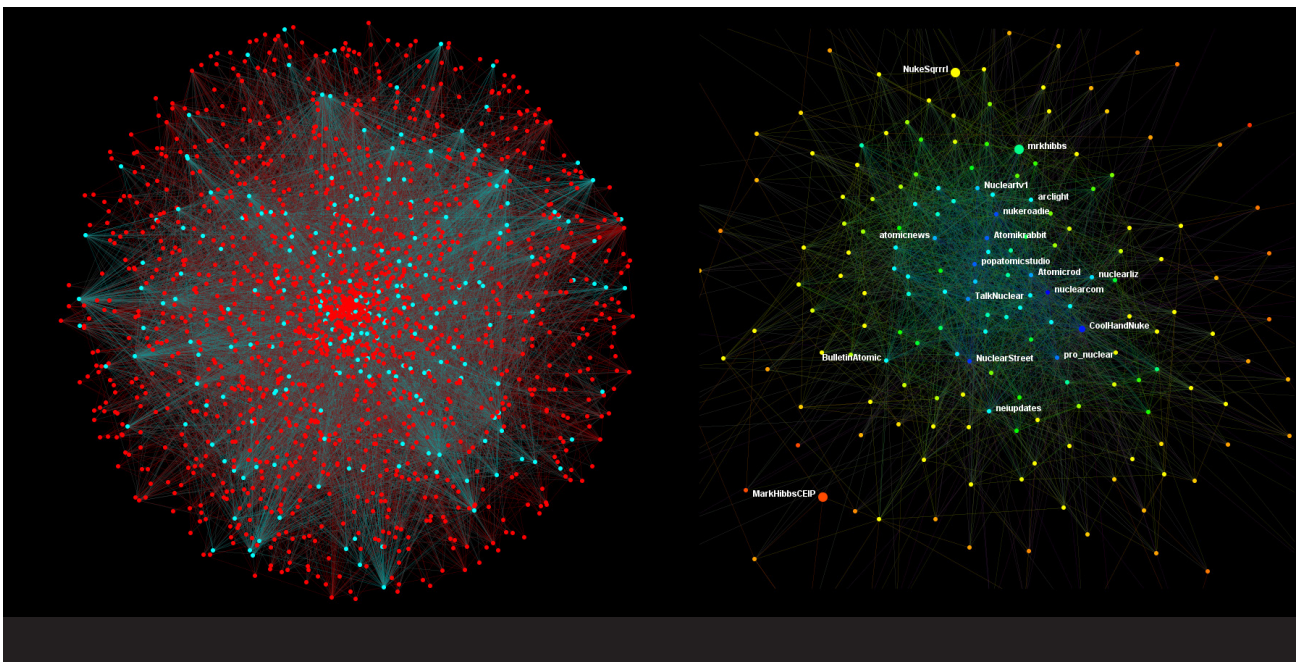 NukeSqrrrl
mrkhibbs
Nucleartv1
arclight
nukeroadie
atomicnews
Atomikrabbit
popatomicstudio
Atomicrod
nuclearliz
nuclearcom
TalkNuclear
CoolHandNuke
BulletinAtomic
NuclearStreet
pro_nuclear
neiupdates
MarkHibbsCEIP